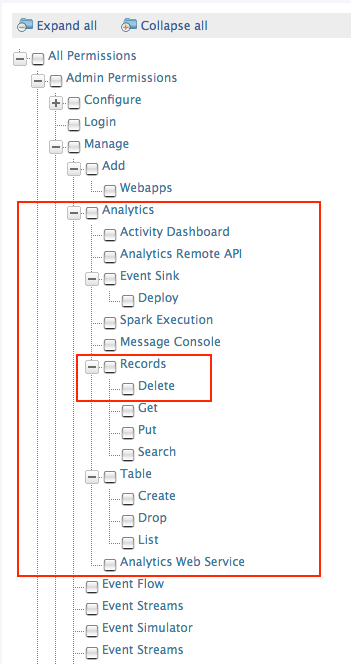 Expand all Collapse all
All Permissions
Admin Permissions
Configure
Login
Manage
Add
Webapps
Analytics
Activity Dashboard
Analytics Remote API
Event Sink
Deploy
Spark Execution
Message Console
Records
Delete
Get
Put
Search
Table
Create
Drop
List
Analytics Web Service
Event Flow
Event Streams
Event Simulator
Event Streams